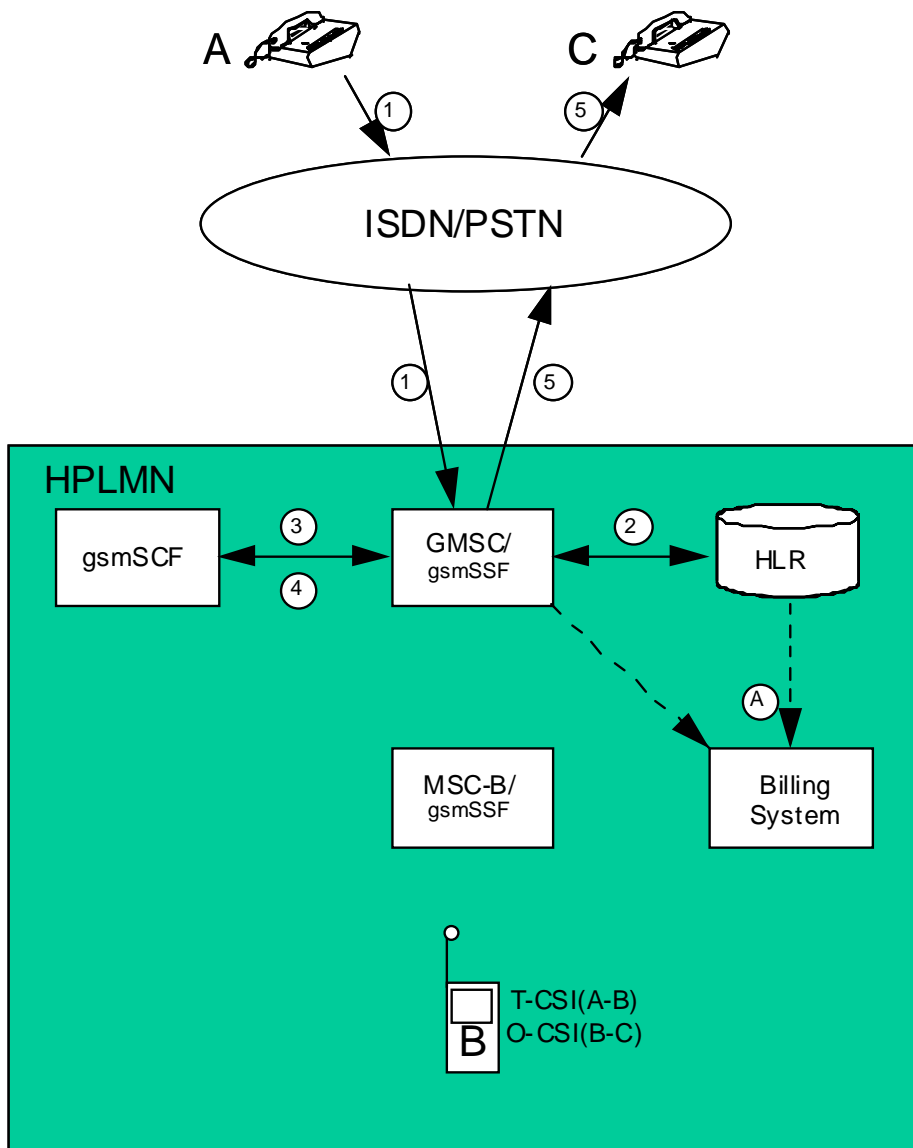 A
C
1
5
ISDN/PSTN
1
5
HPLMN
gsmSCF
3
4
GMSC/
gsmSSF
2
HLR
A
MSC-B/
gsmSSF
Billing
System
T-CSI(A-B)
O-CSI(B-C)
B